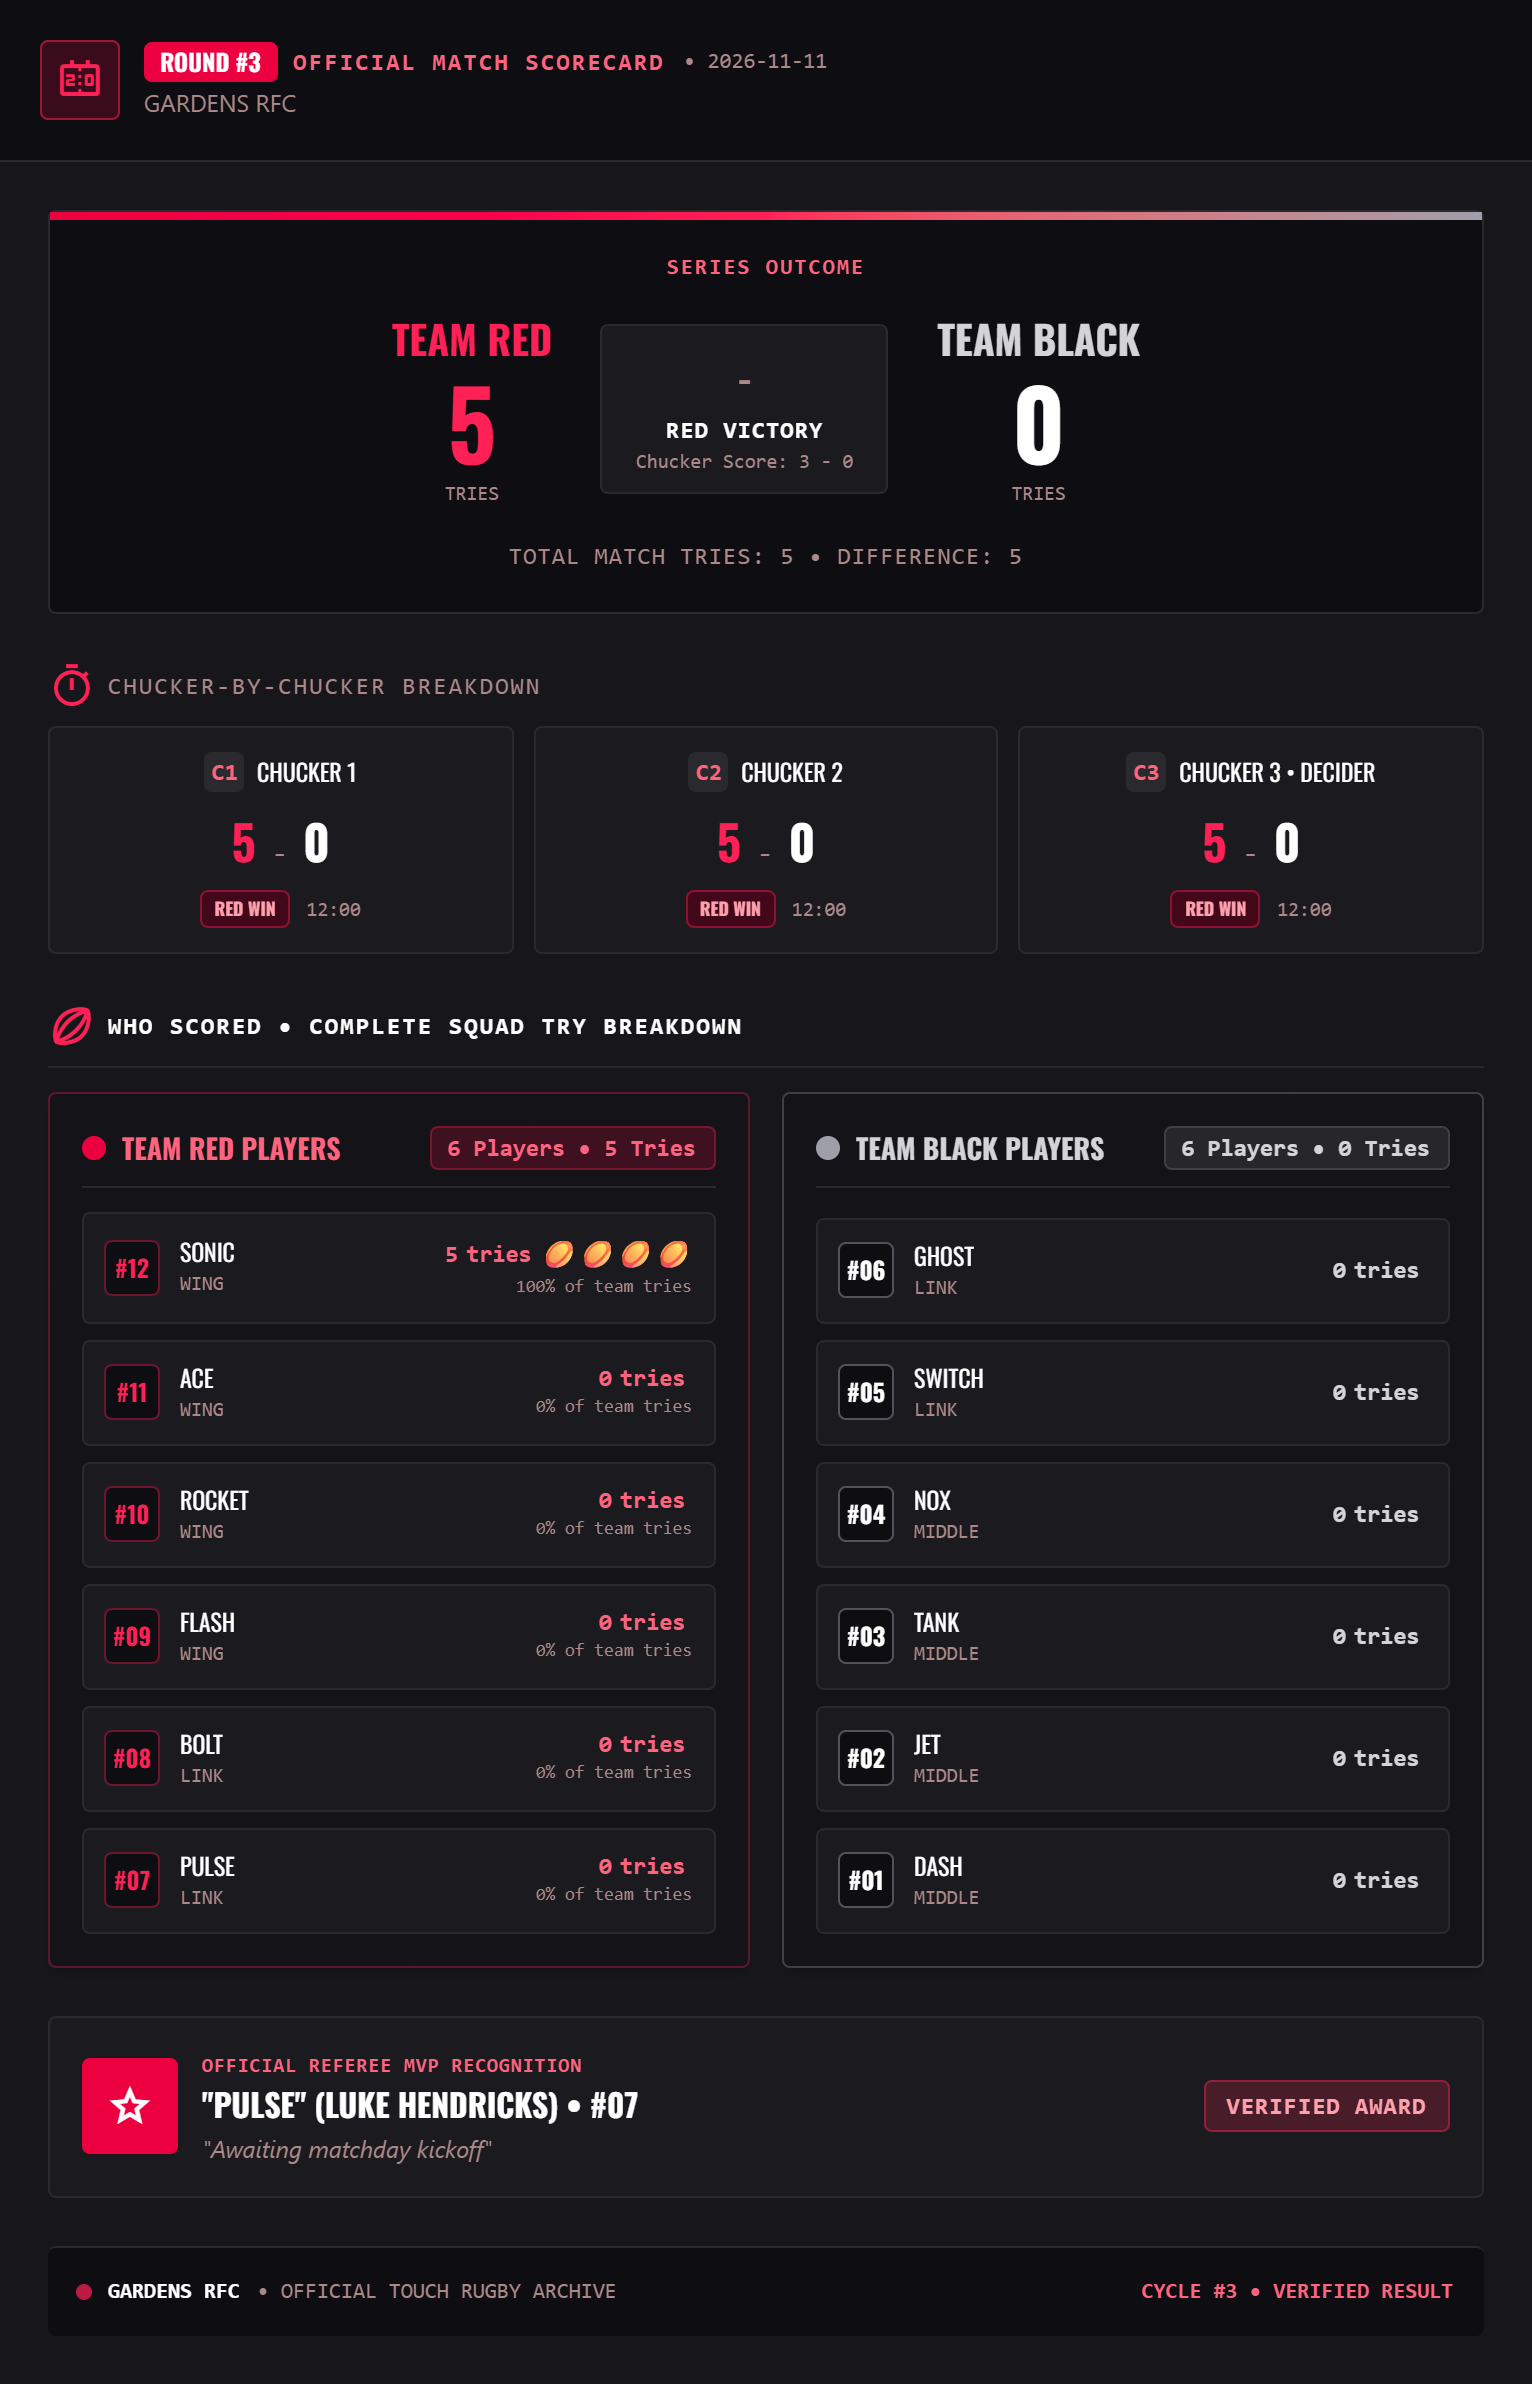 ROUND #3 OFFICIAL MATCH SCORECARD • 2026-11-11
GARDENS RFC
SERIES OUTCOME
TEAM RED
5
TRIES
-
RED VICTORY
Chucker Score: 3 - 0
TEAM BLACK
0
TRIES
TOTAL MATCH TRIES: 5 • DIFFERENCE: 5
CHUCKER-BY-CHUCKER BREAKDOWN
C1 CHUCKER 1
5 - 0
RED WIN 12:00
C2 CHUCKER 2
5 - 0
RED WIN 12:00
C3 CHUCKER 3 • DECIDER
5 - 0
RED WIN 12:00
WHO SCORED • COMPLETE SQUAD TRY BREAKDOWN
TEAM RED PLAYERS 6 Players • 5 Tries
#12 SONIC 5 tries 🏉🏉🏉🏉
WING 100% of team tries
#11 ACE 0 tries
WING 0% of team tries
#10 ROCKET 0 tries
WING 0% of team tries
#09 FLASH 0 tries
WING 0% of team tries
#08 BOLT 0 tries
LINK 0% of team tries
#07 PULSE 0 tries
LINK 0% of team tries
TEAM BLACK PLAYERS 6 Players • 0 Tries
#06 GHOST 0 tries
LINK
#05 SWITCH 0 tries
LINK
#04 NOX 0 tries
MIDDLE
#03 TANK 0 tries
MIDDLE
#02 JET 0 tries
MIDDLE
#01 DASH 0 tries
MIDDLE
OFFICIAL REFEREE MVP RECOGNITION
"PULSE" (LUKE HENDRICKS) • #07
"Awaiting matchday kickoff"
VERIFIED AWARD
GARDENS RFC • OFFICIAL TOUCH RUGBY ARCHIVE
CYCLE #3 • VERIFIED RESULT